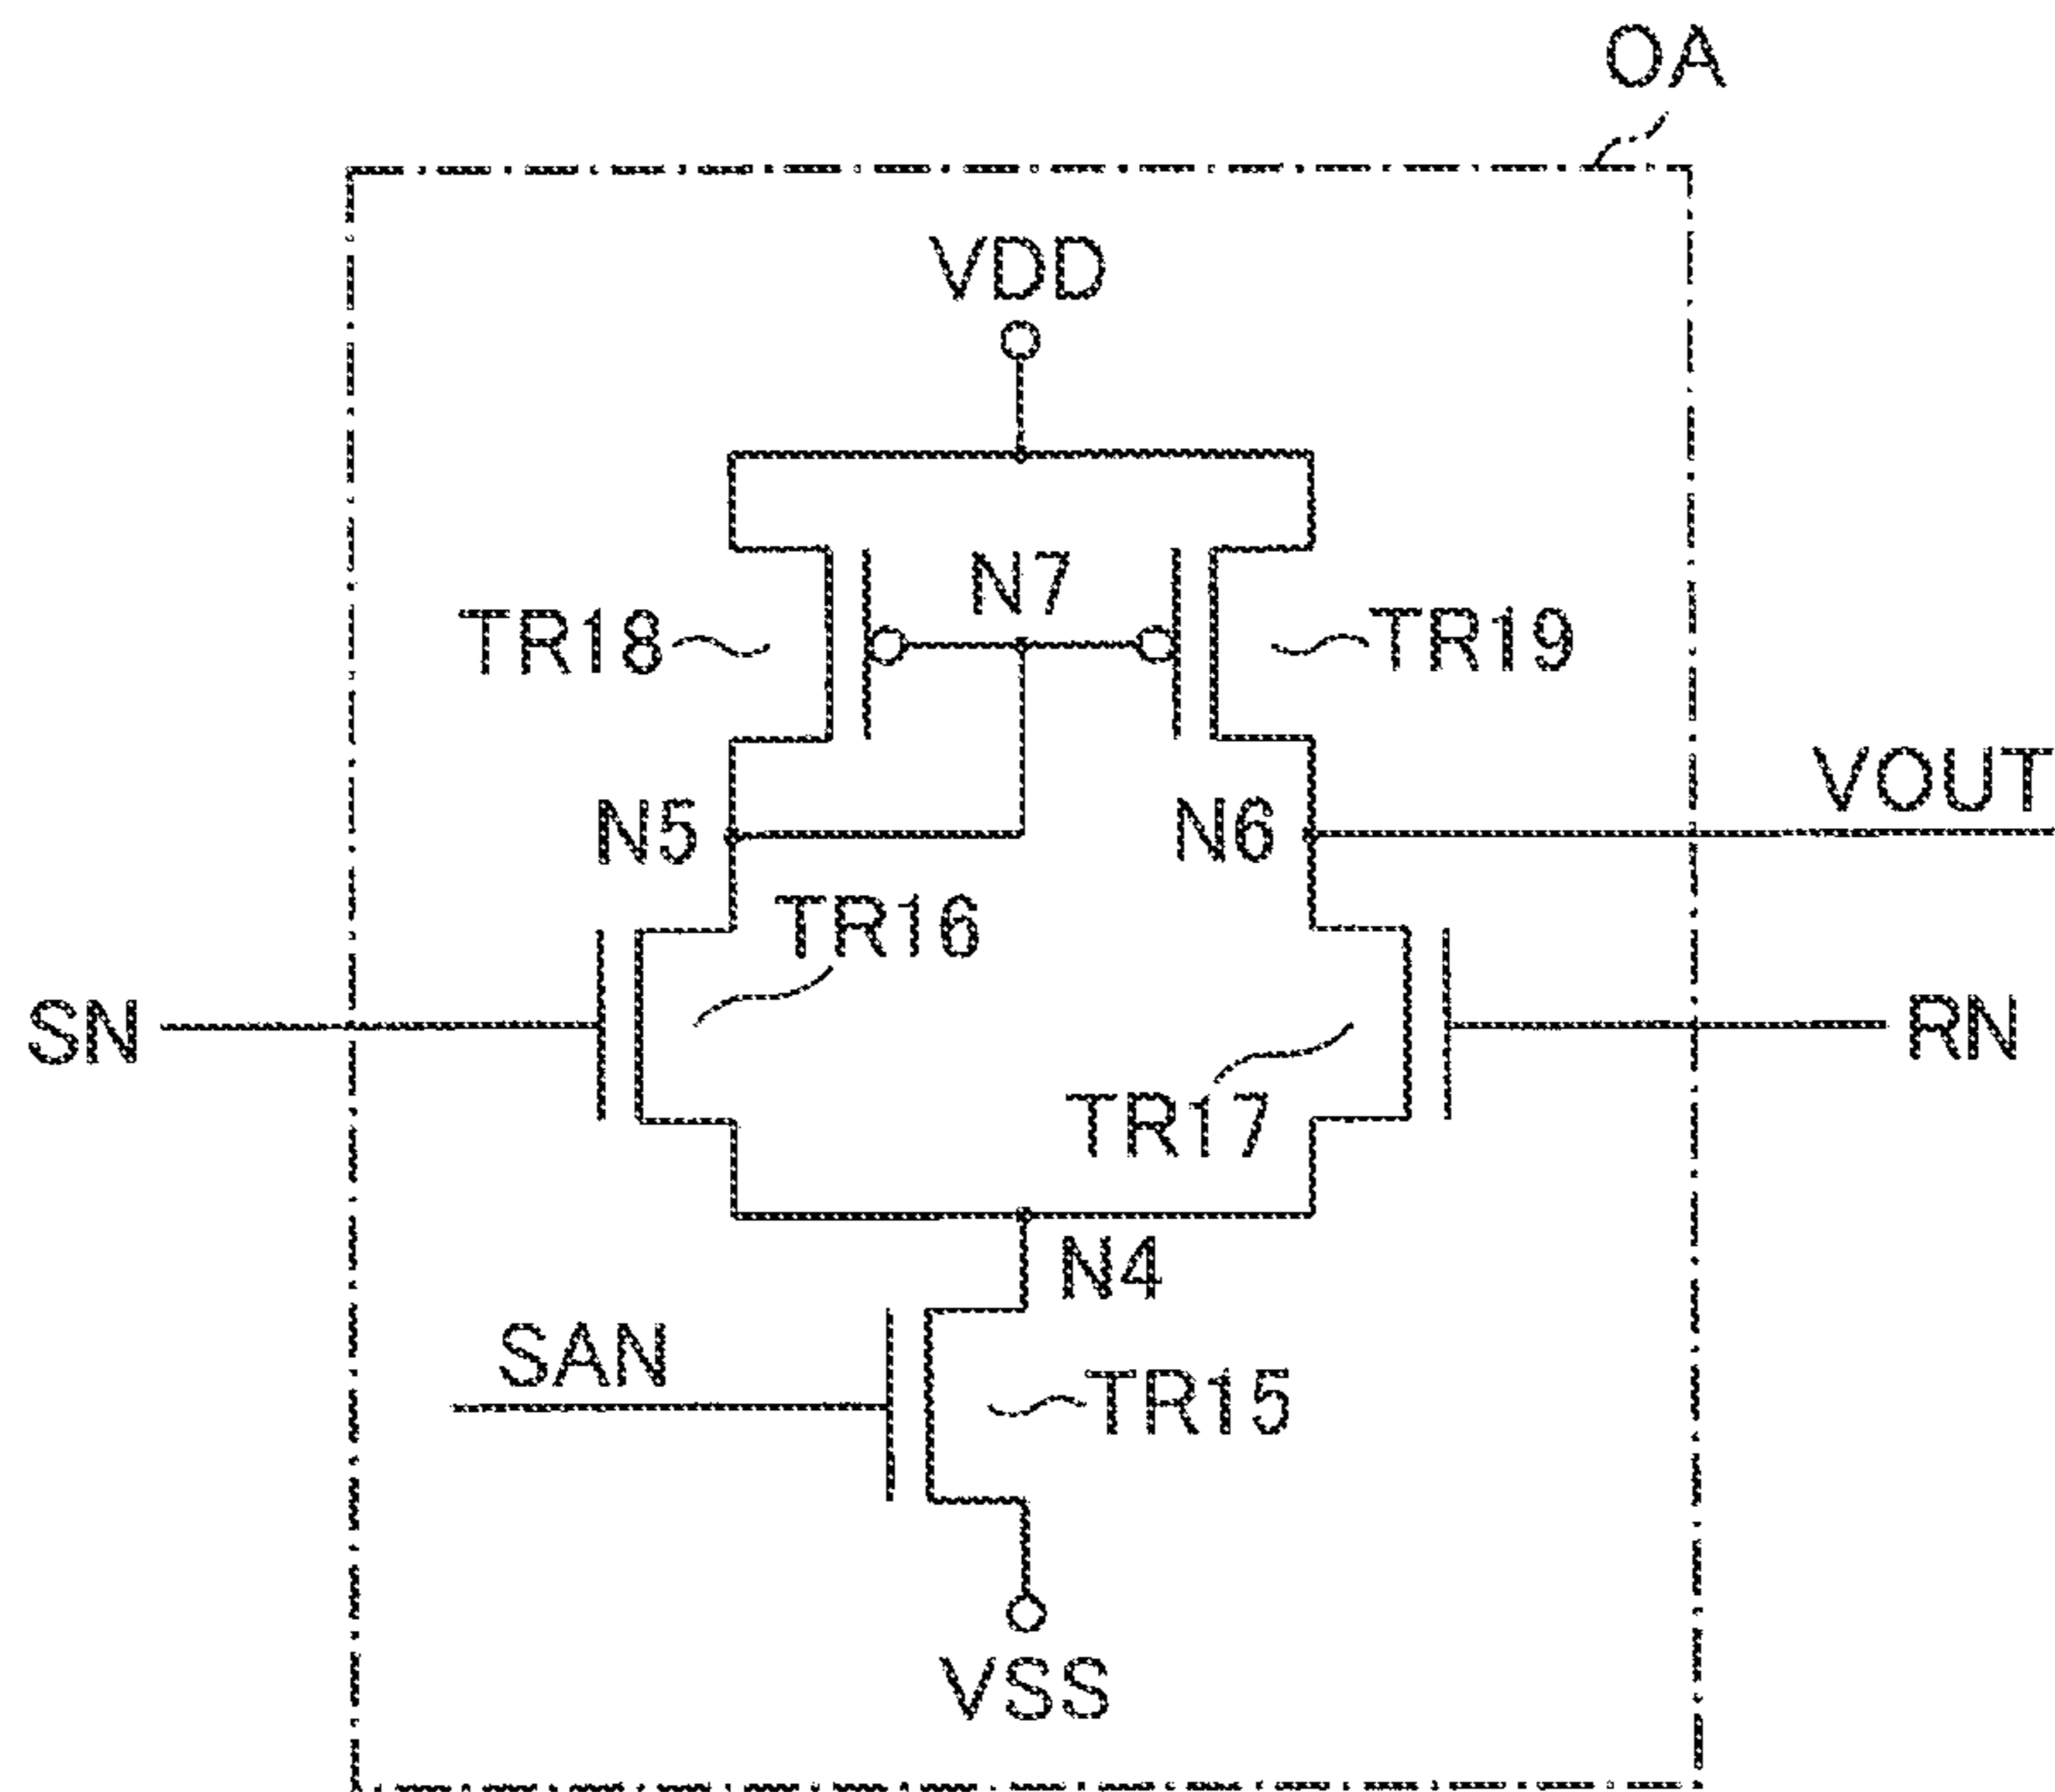 OA
VDD
N7
TR18
TR19
VOUT
N5
N6
TR16
SN
RN
TR17
N4
SAN
TR15
VSS